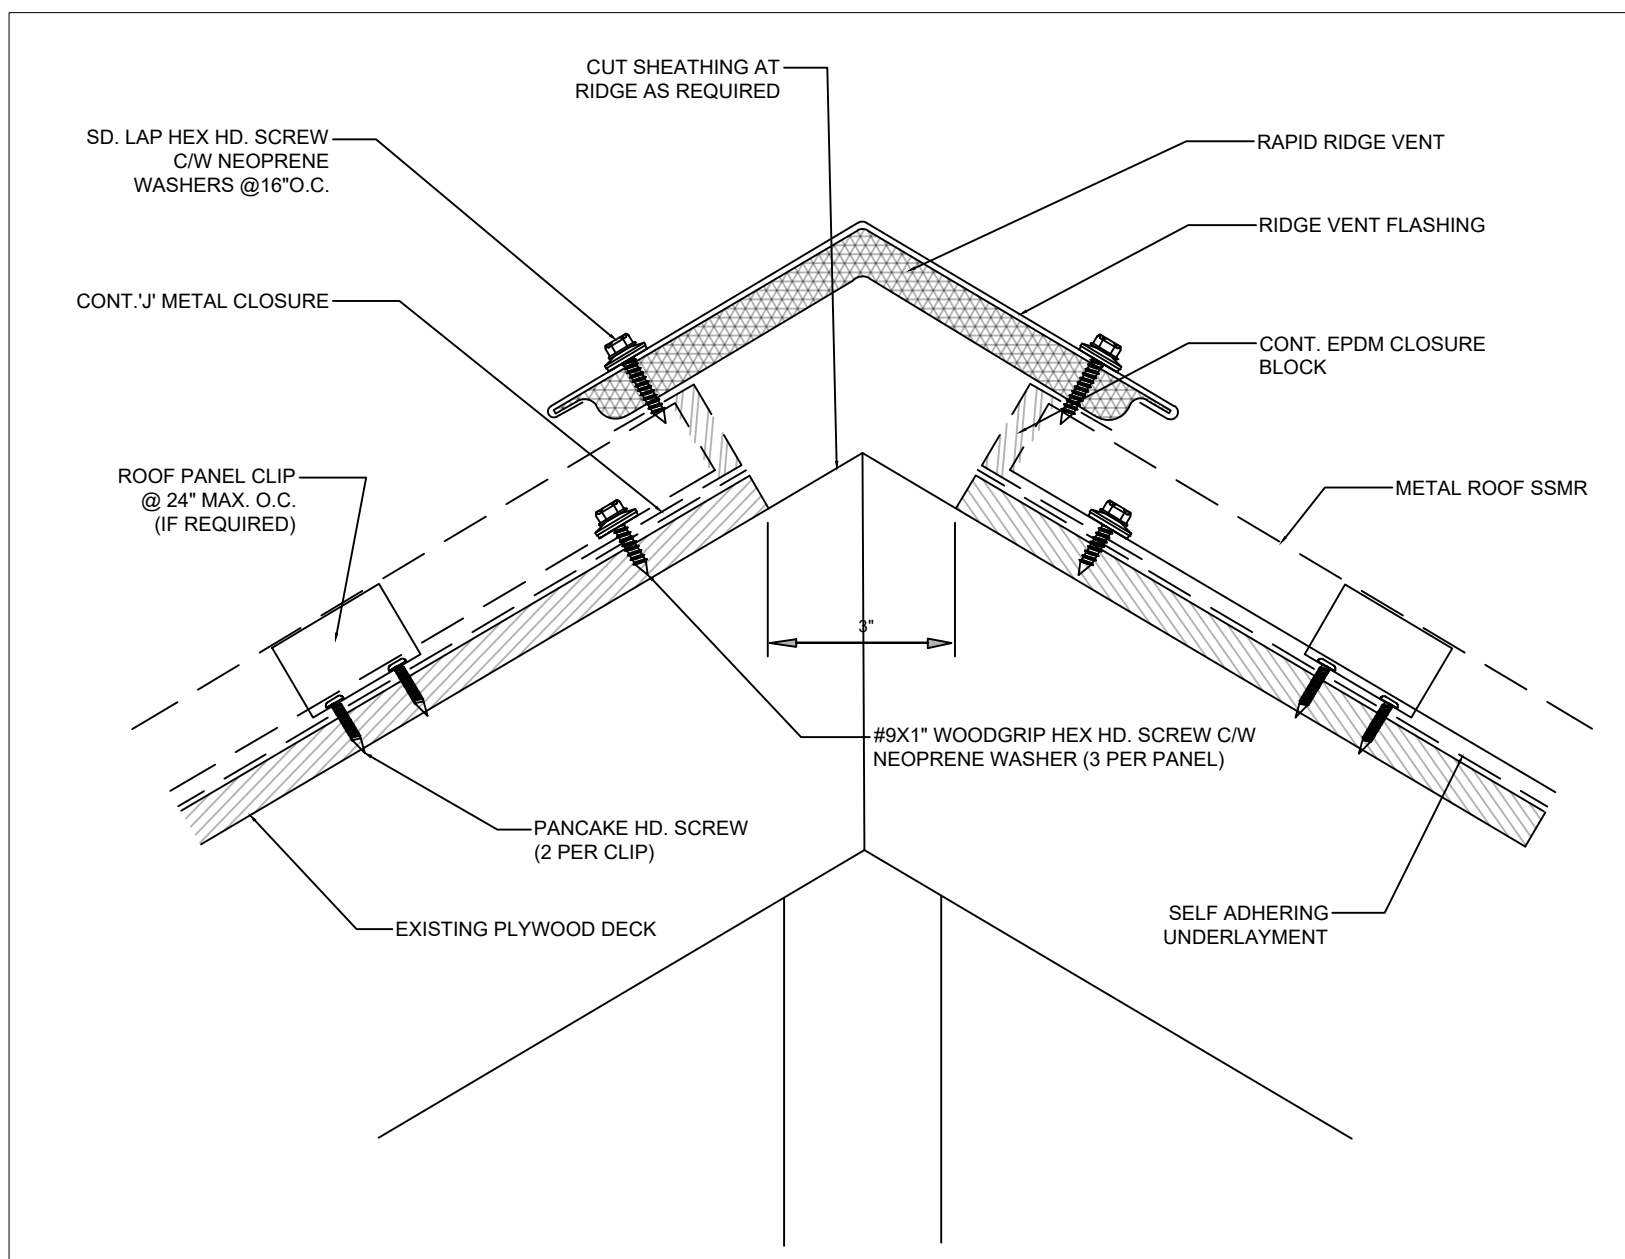 CUT SHEATHING AT
RIDGE AS REQUIRED
SD. LAP HEX HD. SCREW
C/W NEOPRENE
WASHERS @16"O.C.
RAPID RIDGE VENT
RIDGE VENT FLASHING
CONT.'J' METAL CLOSURE
CONT. EPDM CLOSURE
BLOCK
ROOF PANEL CLIP
@ 24" MAX. O.C.
(IF REQUIRED)
METAL ROOF SSMR
3"
#9X1" WOODGRIP HEX HD. SCREW C/W
NEOPRENE WASHER (3 PER PANEL)
PANCAKE HD. SCREW
(2 PER CLIP)
EXISTING PLYWOOD DECK
SELF ADHERING
UNDERLAYMENT